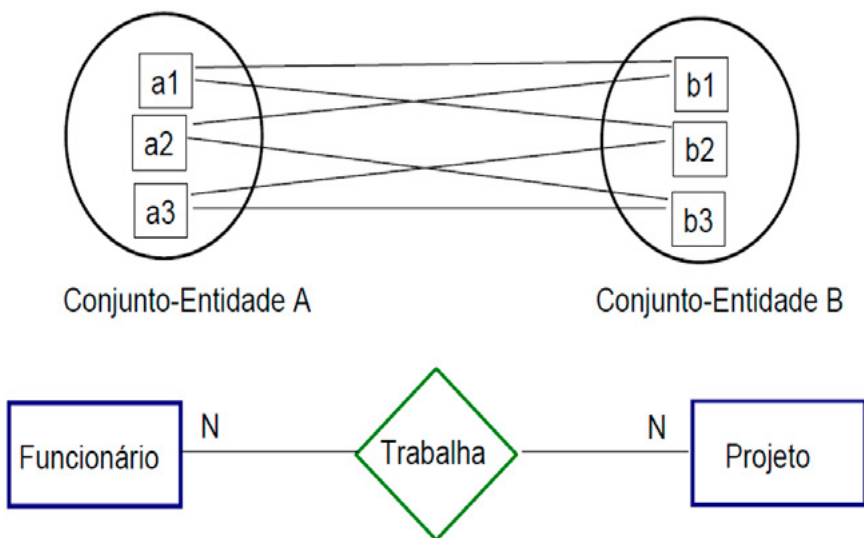 a1 b1
a2 b2
a3 b3
Conjunto-Entidade A Conjunto-Entidade B
N N
Funcionário Trabalha Projeto